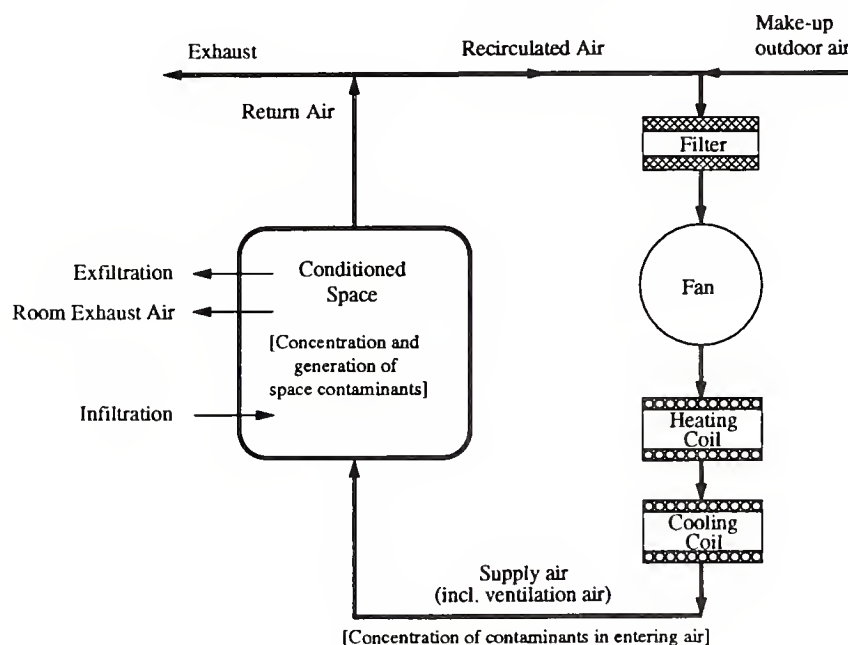 Make-up
outdoor air
Exhaust
Recirculated Air
Return Air
Filter
Exfiltration
Conditioned
Space
Fan
Room Exhaust Air
[Concentration and
generation of
space contaminants]
Infiltration
Heating
Coil
Cooling
Coil
Supply air
(incl. ventilation air)
[Concentration of contaminants in entering air]